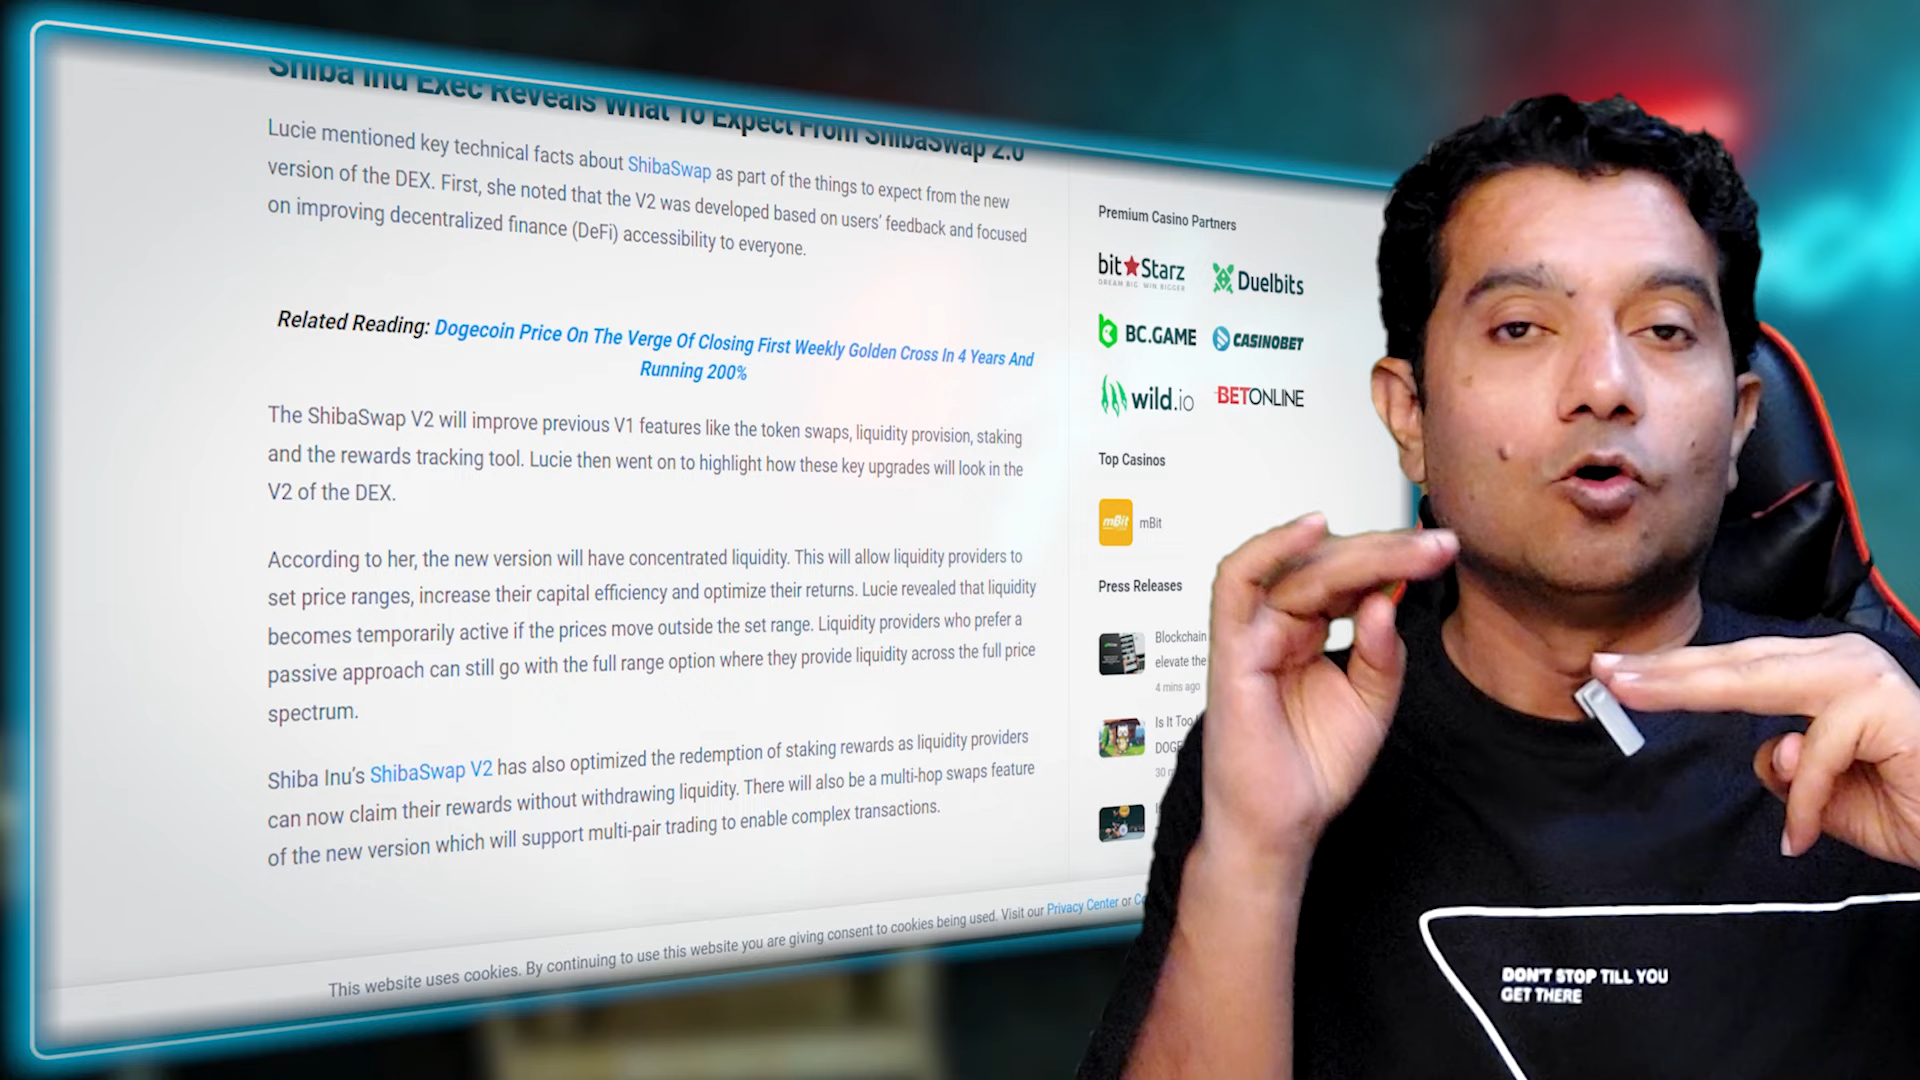 Shiba Inu Exec Reveals What To Expect From ShibaSwap 2.0
Lucie mentioned key technical facts about ShibaSwap as part of the things to expect from the new
version of the DEX. First, she noted that the V2 was developed based on users’ feedback and focused
on improving decentralized finance (DeFi) accessibility to everyone.
Related Reading: Dogecoin Price On The Verge Of Closing First Weekly Golden Cross In 4 Years And
Running 200%
The ShibaSwap V2 will improve previous V1 features like the token swaps, liquidity provision, staking
and the rewards tracking tool. Lucie then went on to highlight how these key upgrades will look in the
V2 of the DEX.
According to her, the new version will have concentrated liquidity. This will allow liquidity providers to
set price ranges, increase their capital efficiency and optimize their returns. Lucie revealed that liquidity
becomes temporarily active if the prices move outside the set range. Liquidity providers who prefer a
passive approach can still go with the full range option where they provide liquidity across the full price
spectrum.
Shiba Inu’s ShibaSwap V2 has also optimized the redemption of staking rewards as liquidity providers
can now claim their rewards without withdrawing liquidity. There will also be a multi-hop swaps feature
of the new version which will support multi-pair trading to enable complex transactions.
This website uses cookies. By continuing to use this website you are giving consent to cookies being used. Visit our Privacy Center or
Premium Casino Partners
bitStarz
DREAM BIG. WIN BIGGER
Duelbits
BC.GAME
CASINOBET
wild.io
BETONLINE
Top Casinos
mBit
mBit
Press Releases
Blockchain
elevate the
4 mins ago
Is It Too
DOGE
30
DON'T STOP TILL YOU
GET THERE